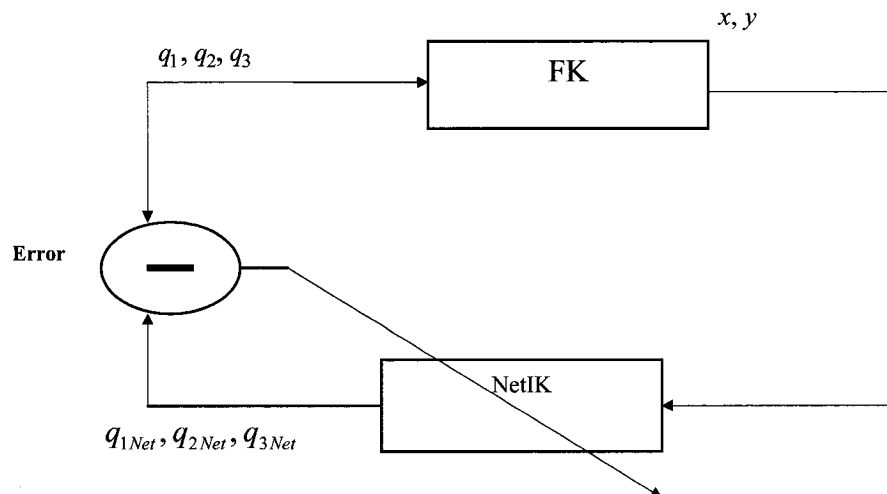 x, y
q₁, q₂, q₃
FK
Error
NetIK
q₁Net, q₂Net, q₃Net